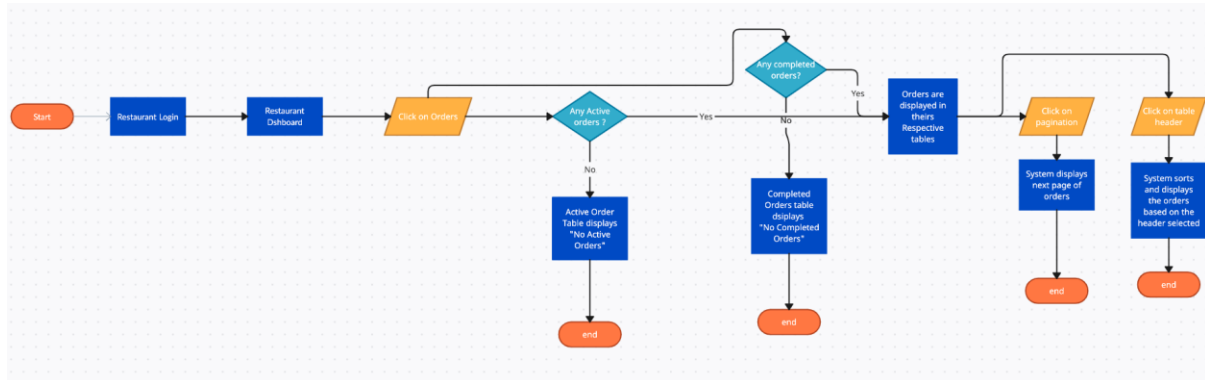 Start
Restaurant Login
Restaurant
Dshboard
Click on Orders
Any Active
orders ?
Yes
No
Active Order
Table displays
"No Active
Orders"
end
Any completed
orders?
Yes
No
Completed
Orders table
dsiplays
"No Completed
Orders"
end
Orders are
displayed in
theirs
Respective
tables
Click on
pagination
System displays
next page of
orders
end
Click on table
header
System sorts
and displays
the orders
based on the
header selected
end